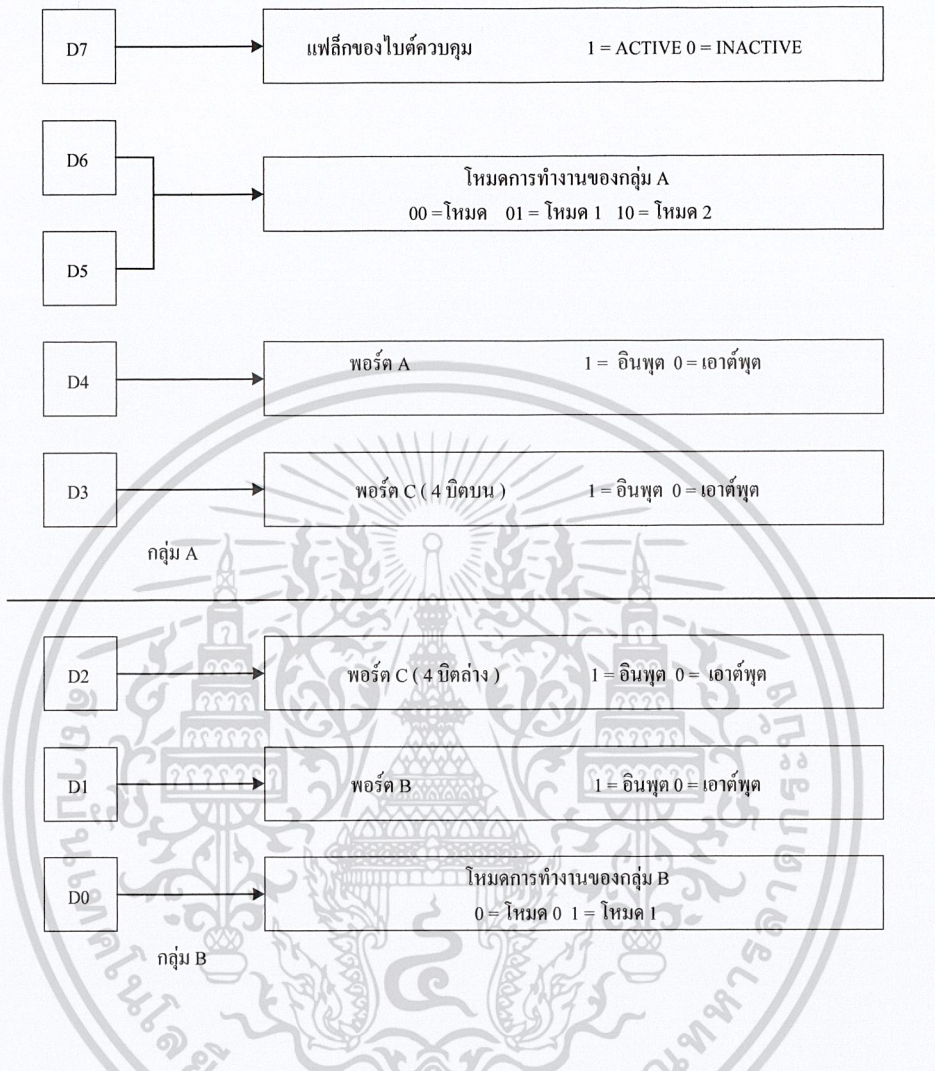 D7
แฟล็กของไบต์ควบคุม 1 = ACTIVE 0 = INACTIVE
D6
โหมดการทำงานของกลุ่ม A
00 =โหมด 01 = โหมด 1 10 = โหมด 2
D5
D4
พอร์ต A 1 = อินพุต 0 = เอาต์พุต
D3
พอร์ต C ( 4 บิตบน ) 1 = อินพุต 0 = เอาต์พุต
กลุ่ม A
D2
พอร์ต C ( 4 บิตล่าง ) 1 = อินพุต 0 = เอาต์พุต
D1
พอร์ต B 1 = อินพุต 0 = เอาต์พุต
D0
โหมดการทำงานของกลุ่ม B
0 = โหมด 0 1 = โหมด 1
กลุ่ม B